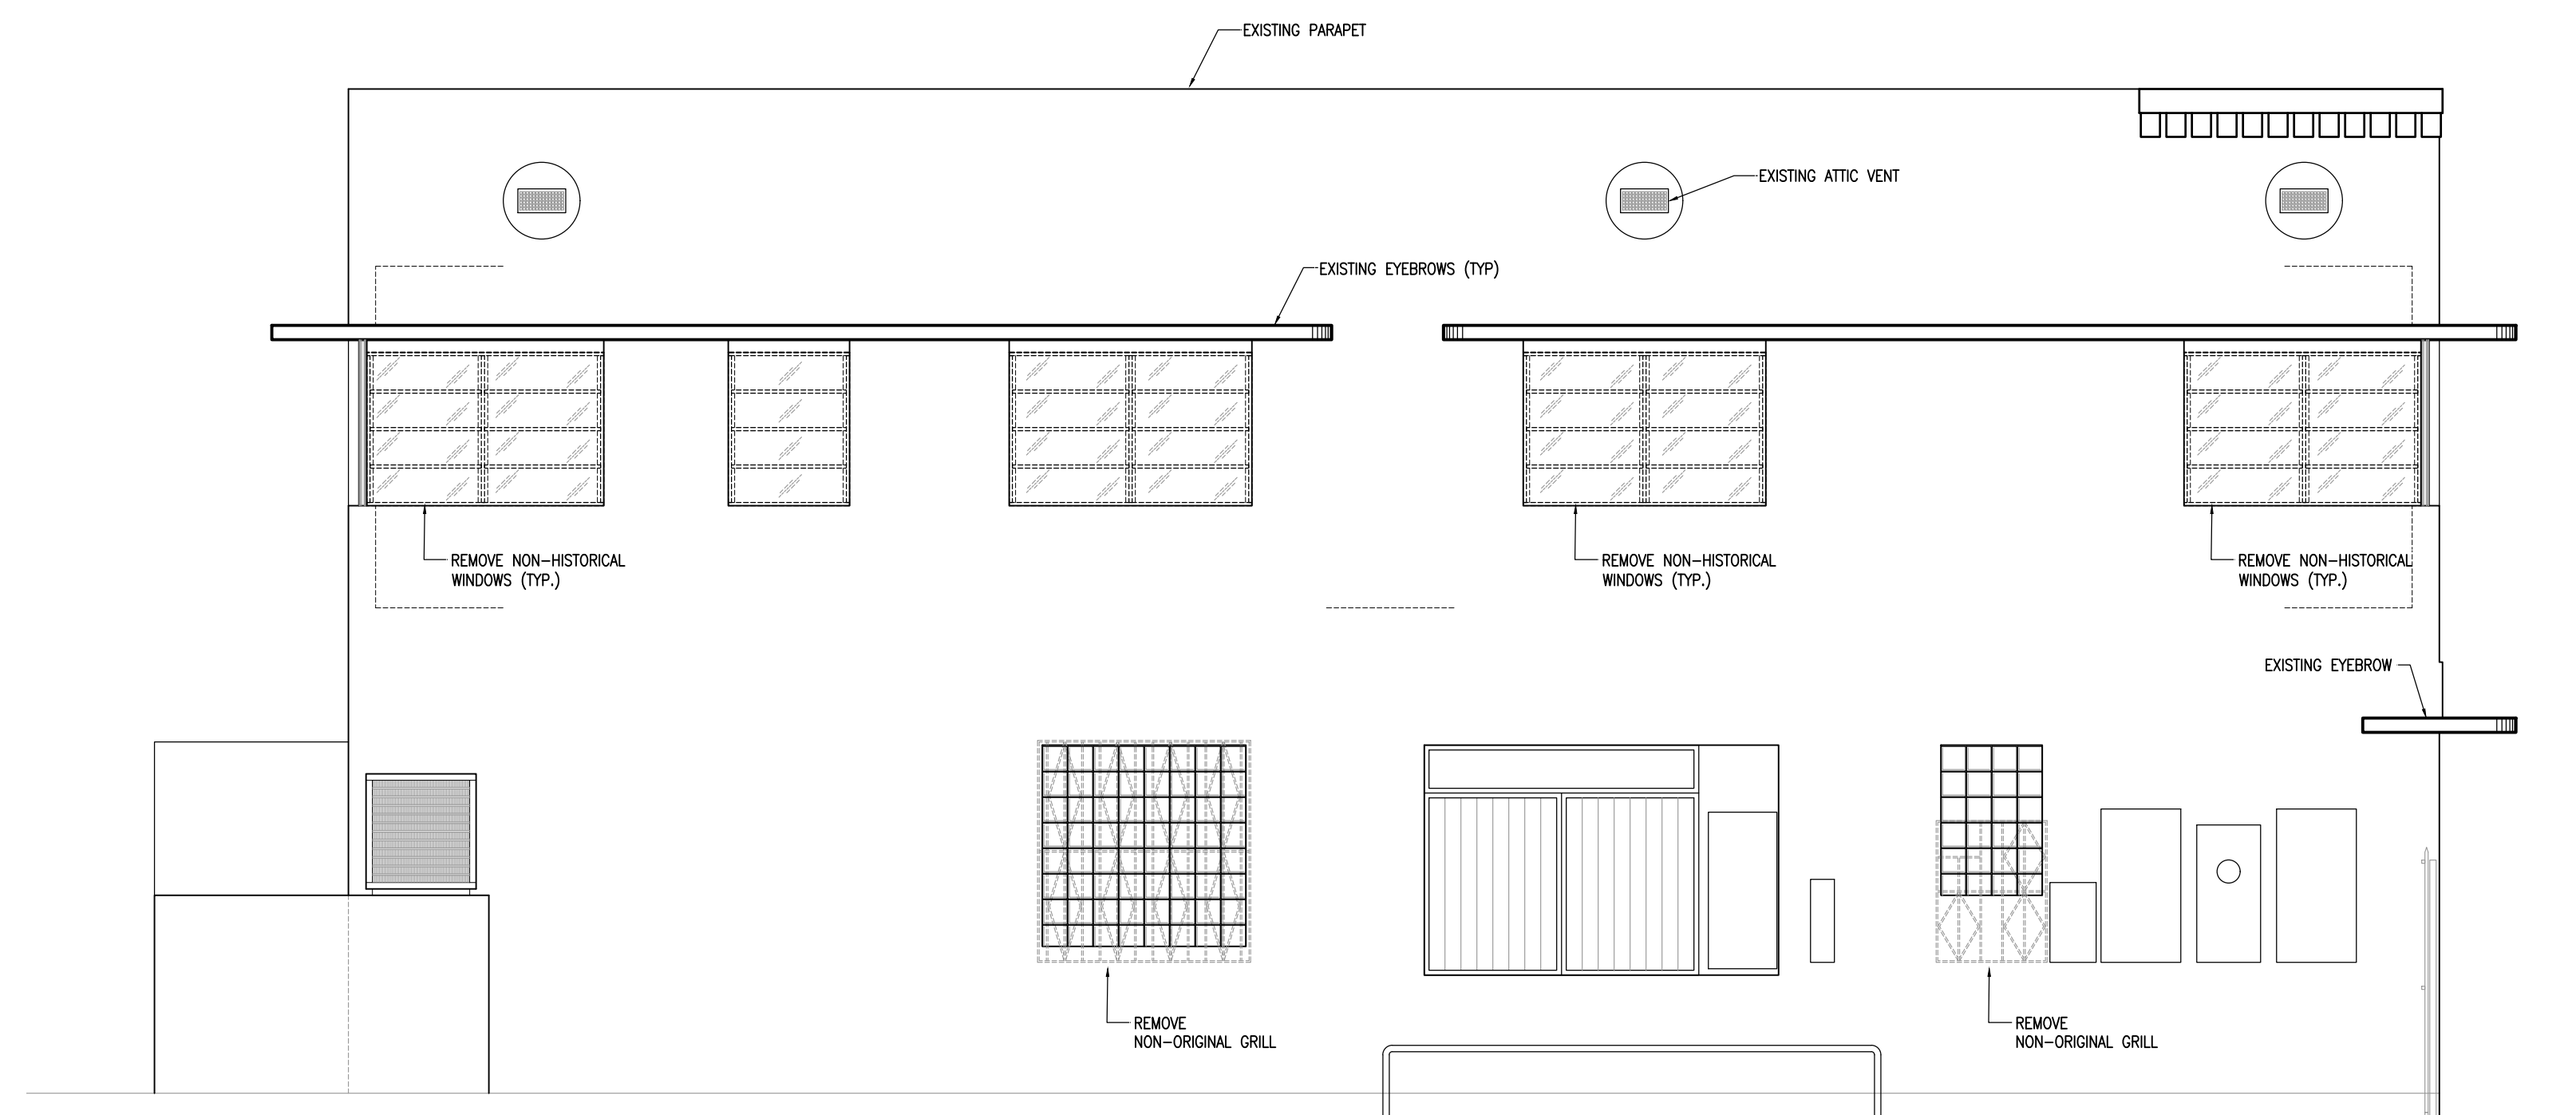 EXISTING PARAPET
EXISTING ATTIC VENT
EXISTING EYEBROWS (TYP)
REMOVE NON-HISTORICAL
WINDOWS (TYP.)
REMOVE NON-HISTORICAL
WINDOWS (TYP.)
REMOVE NON-HISTORICAL
WINDOWS (TYP.)
EXISTING EYEBROW
REMOVE
NON-ORIGINAL GRILL
REMOVE
NON-ORIGINAL GRILL